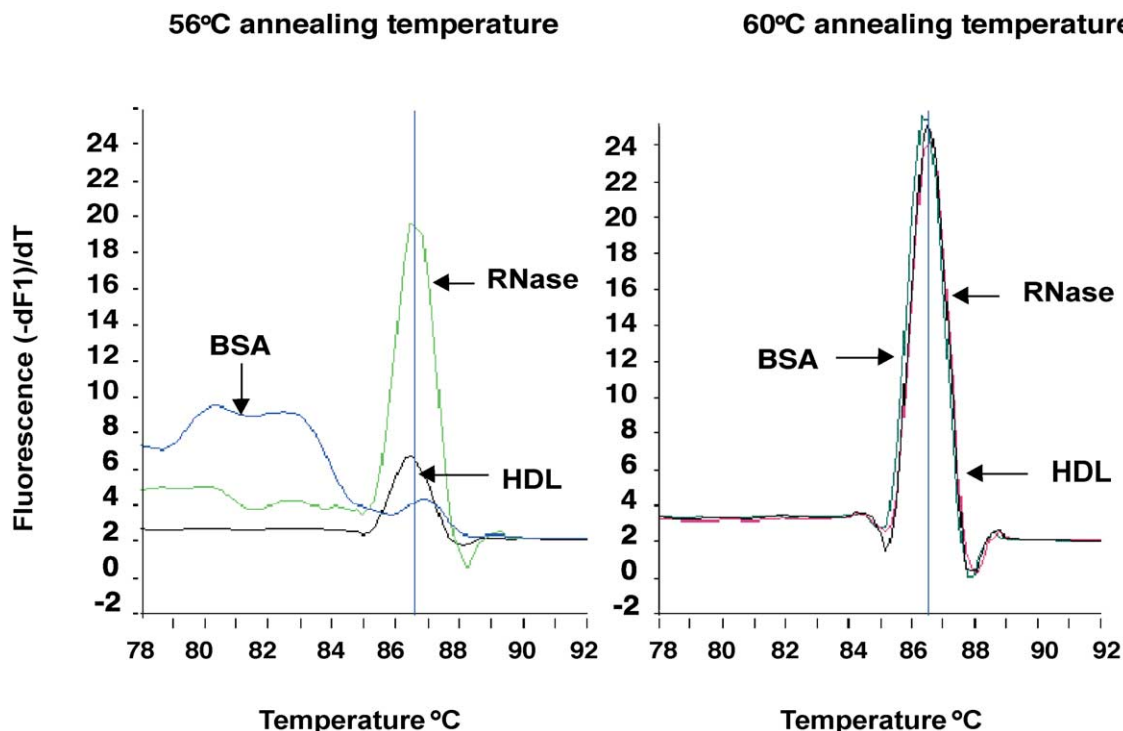 56ºC annealing temperature
60ºC annealing temperature
Fluorescence (-dF1)/dT
24
22
20
18
16
14
12
10
8
6
4
2
0
-2
RNase
BSA
HDL
78 80 82 84 86 88 90 92
Temperature ºC
24
22
20
18
16
14
12
10
8
6
4
2
0
-2
RNase
BSA
HDL
78 80 82 84 86 88 90 92
Temperature ºC